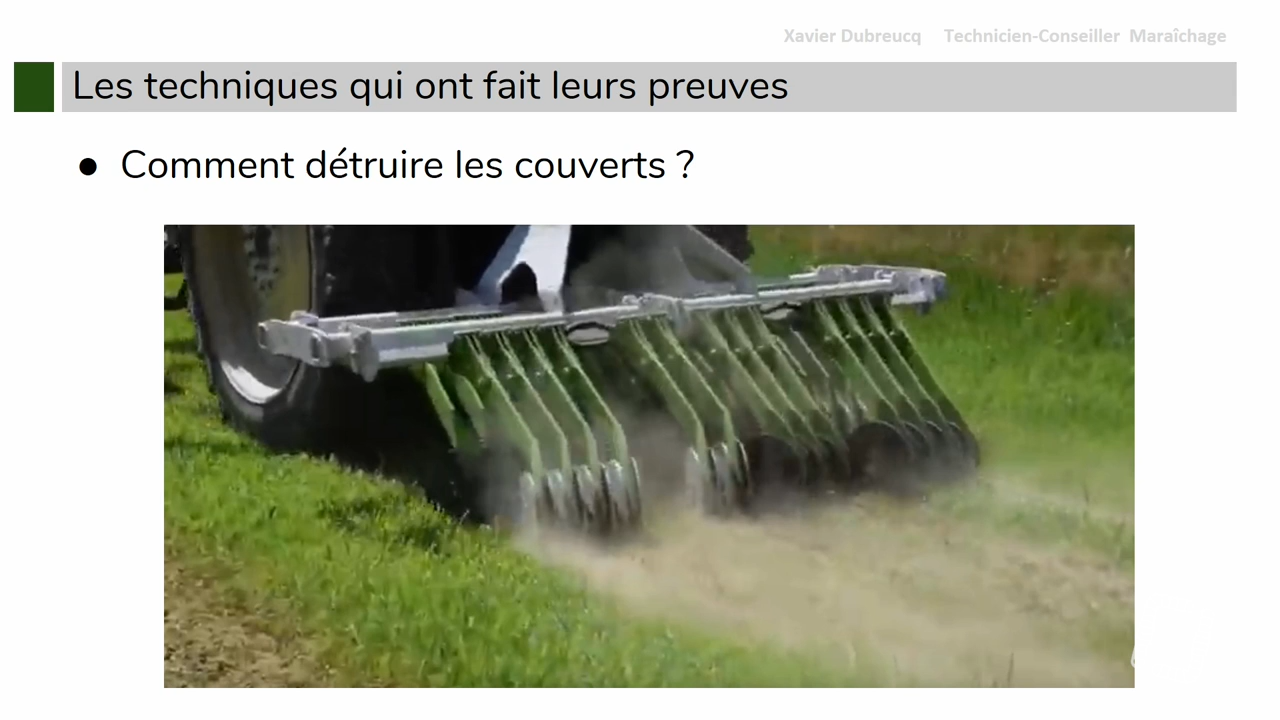 Xavier Dubreucq Technicien-Conseiller Maraîchage
Les techniques qui ont fait leurs preuves
● Comment détruire les couverts ?